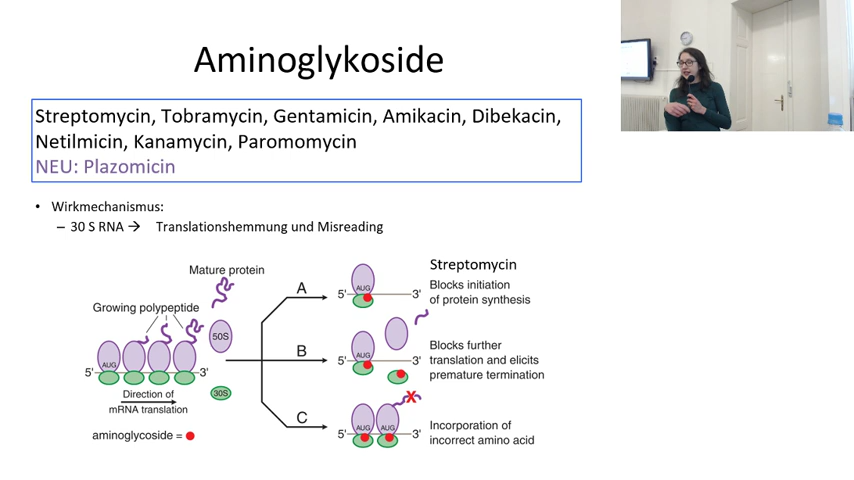 Aminoglykoside
Streptomycin, Tobramycin, Gentamicin, Amikacin, Dibekacin,
Netilmicin, Kanamycin, Paromomycin
NEU: Plazomicin
• Wirkmechanismus:
– 30 S RNA → Translationshemmung und Misreading
Mature protein
Growing polypeptide
50S
AUG
5'
3'
30S
Direction of
mRNA translation
aminoglycoside =
A
5'
AUG
3'
Streptomycin
Blocks initiation
of protein synthesis
B
5'
AUG
3'
Blocks further
translation and elicits
premature termination
C
5'
AUG
AUG
3'
Incorporation of
incorrect amino acid